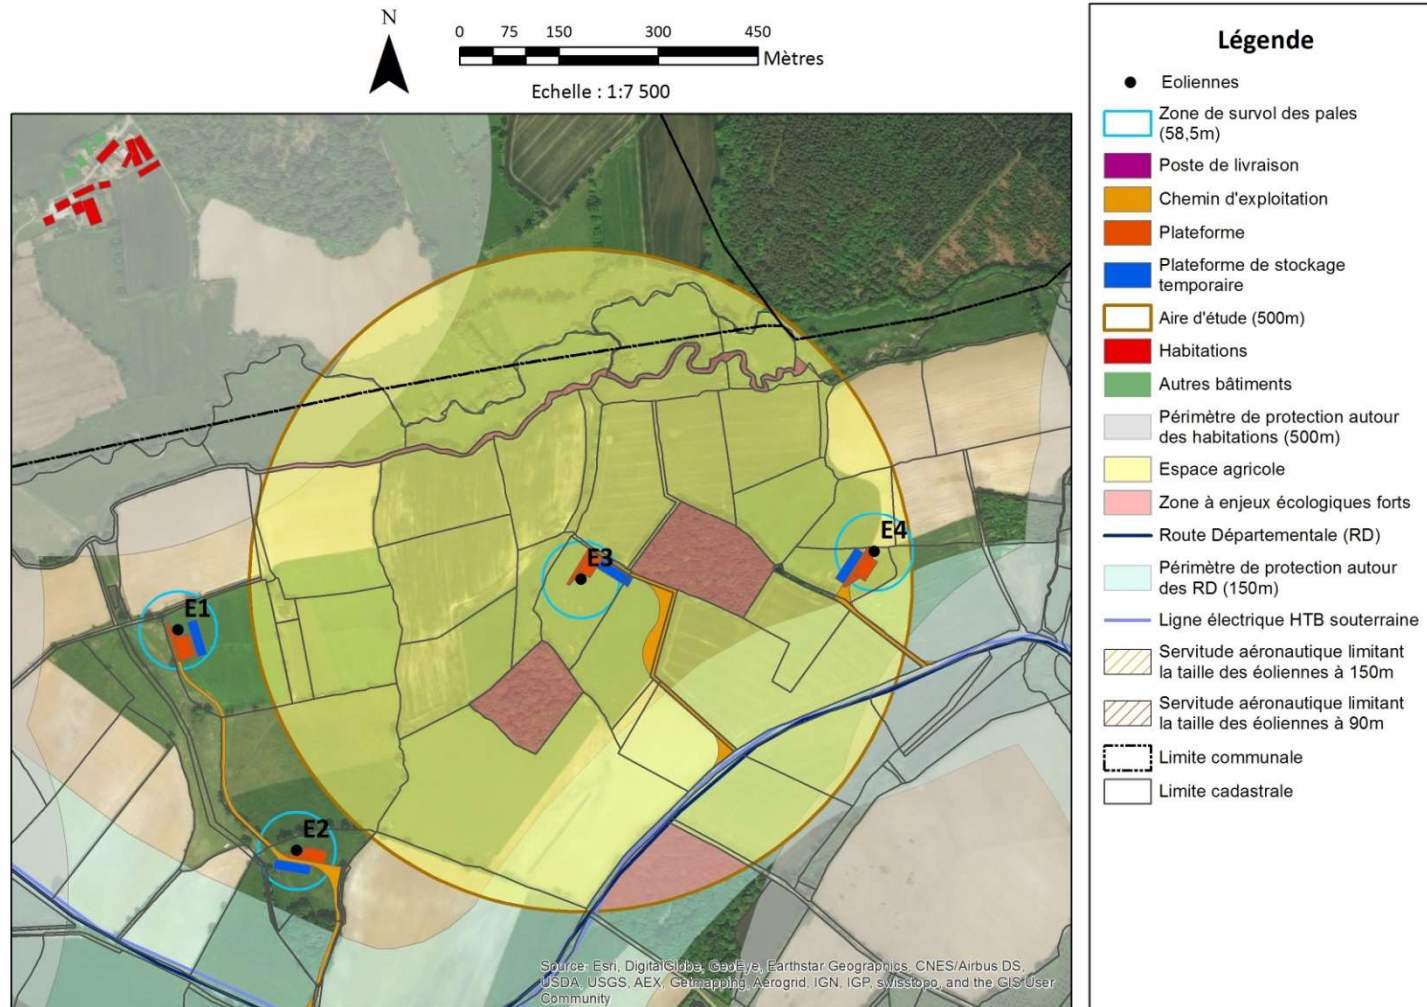 N
0 75 150 300 450
Mètres
Echelle : 1:7 500
E1
E2
E3
E4
Source: Esri, DigitalGlobe, GeoEye, Earthstar Geographics, CNES/Airbus DS,
USDA, USGS, AEX, Getmapping, Aerogrid, IGN, IGP, swisstopo, and the GIS User
Community
Légende
Eoliennes
Zone de survol des pales
(58,5m)
Poste de livraison
Chemin d'exploitation
Plateforme
Plateforme de stockage
temporaire
Aire d'étude (500m)
Habitations
Autres bâtiments
Périmètre de protection autour
des habitations (500m)
Espace agricole
Zone à enjeux écologiques forts
Route Départementale (RD)
Périmètre de protection autour
des RD (150m)
Ligne électrique HTB souterraine
Servitude aéronautique limitant
la taille des éoliennes à 150m
Servitude aéronautique limitant
la taille des éoliennes à 90m
Limite communale
Limite cadastrale